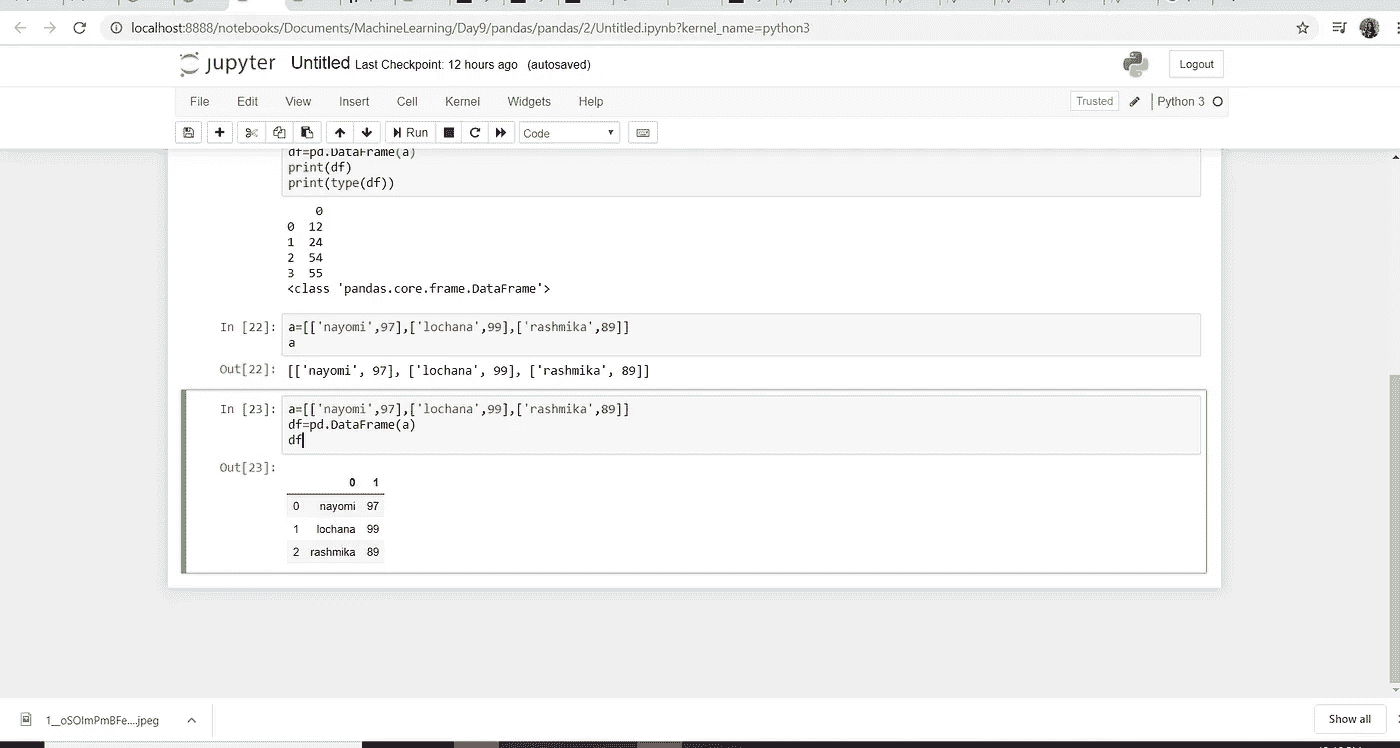 localhost:8888/notebooks/Documents/MachineLearning/Day9/pandas/pandas/2/Untitled.ipynb?kernel_name=python3
jupyter Untitled Last Checkpoint: 12 hours ago (autosaved)
Logout
File Edit View Insert Cell Kernel Widgets Help
Trusted Python 3
Run Code
df=pd.DataFrame(a)
print(df)
print(type(df))
0
0 12
1 24
2 54
3 55
<class 'pandas.core.frame.DataFrame'>
In [22]: a=[['nayomi',97],['lochana',99],['rashmika',89]]
a
Out[22]: [['nayomi', 97], ['lochana', 99], ['rashmika', 89]]
In [23]: a=[['nayomi',97],['lochana',99],['rashmika',89]]
df=pd.DataFrame(a)
df
Out[23]:
0 1
0 nayomi 97
1 lochana 99
2 rashmika 89
1__oSOlmPmBFe....jpeg
Show all